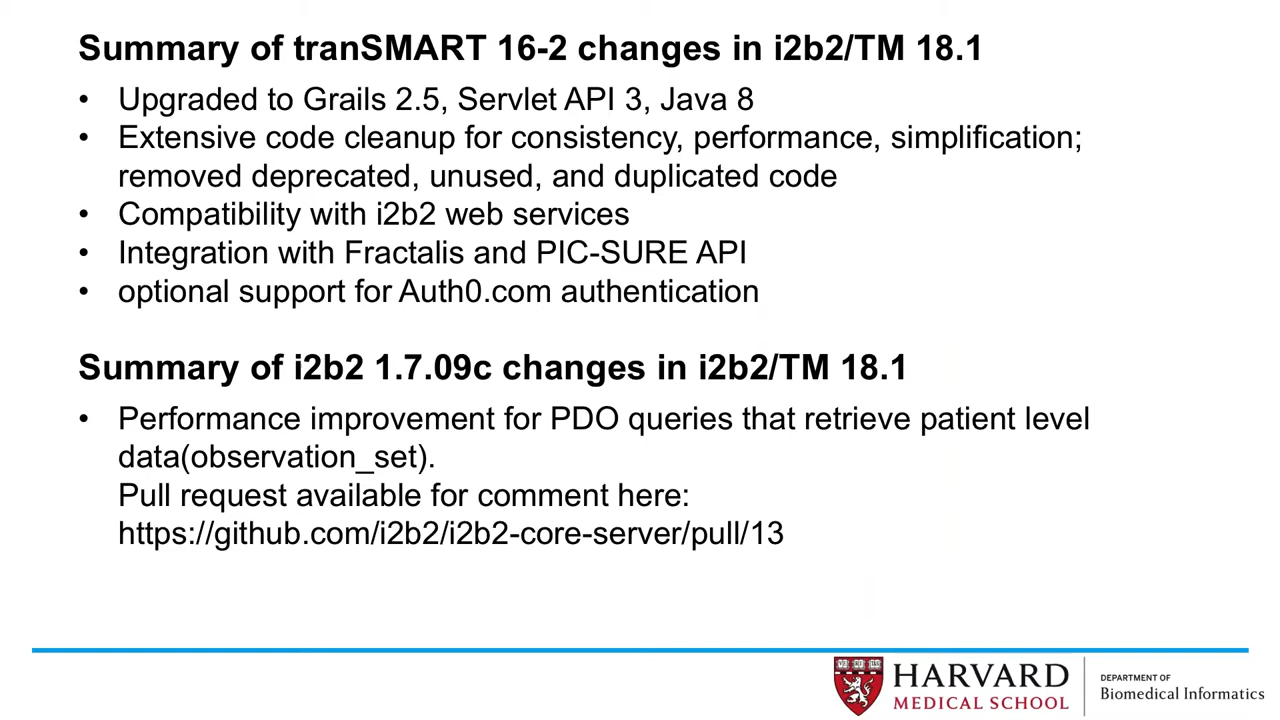 Summary of tranSMART 16-2 changes in i2b2/TM 18.1
• Upgraded to Grails 2.5, Servlet API 3, Java 8
• Extensive code cleanup for consistency, performance, simplification;
removed deprecated, unused, and duplicated code
• Compatibility with i2b2 web services
• Integration with Fractalis and PIC-SURE API
• optional support for Auth0.com authentication
Summary of i2b2 1.7.09c changes in i2b2/TM 18.1
• Performance improvement for PDO queries that retrieve patient level
data(observation_set).
Pull request available for comment here:
https://github.com/i2b2/i2b2-core-server/pull/13
HARVARD
MEDICAL SCHOOL
DEPARTMENT OF
Biomedical Informatics